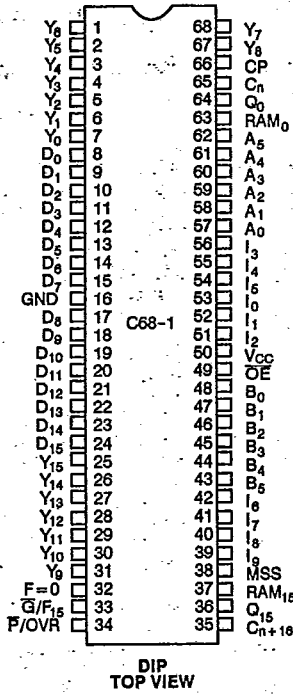 Y6 1 68 Y7
Y5 2 67 Y8
Y4 3 66 CP
Y3 4 65 Cn
Y2 5 64 Q0
Y1 6 63 RAM0
Y0 7 62 A5
D0 8 61 A4
D1 9 60 A3
D2 10 59 A2
D3 11 58 A1
D4 12 57 A0
D5 13 56 I3
D6 14 55 I4
D7 15 54 I5
GND 16 53 I0
D8 17 C68-1 52 I1
D9 18 51 I2
D10 19 50 VCC
D11 20 49 O̅E̅
D12 21 48 B0
D13 22 47 B1
D14 23 46 B2
D15 24 45 B3
Y15 25 44 B4
Y14 26 43 B5
Y13 27 42 I6
Y12 28 41 I7
Y11 29 40 I8
Y10 30 39 I9
Y9 31 38 MSS
F=0 32 37 RAM15
G̅/F15 33 36 Q15
P̅/OVR 34 35 Cn+16
DIP
TOP VIEW